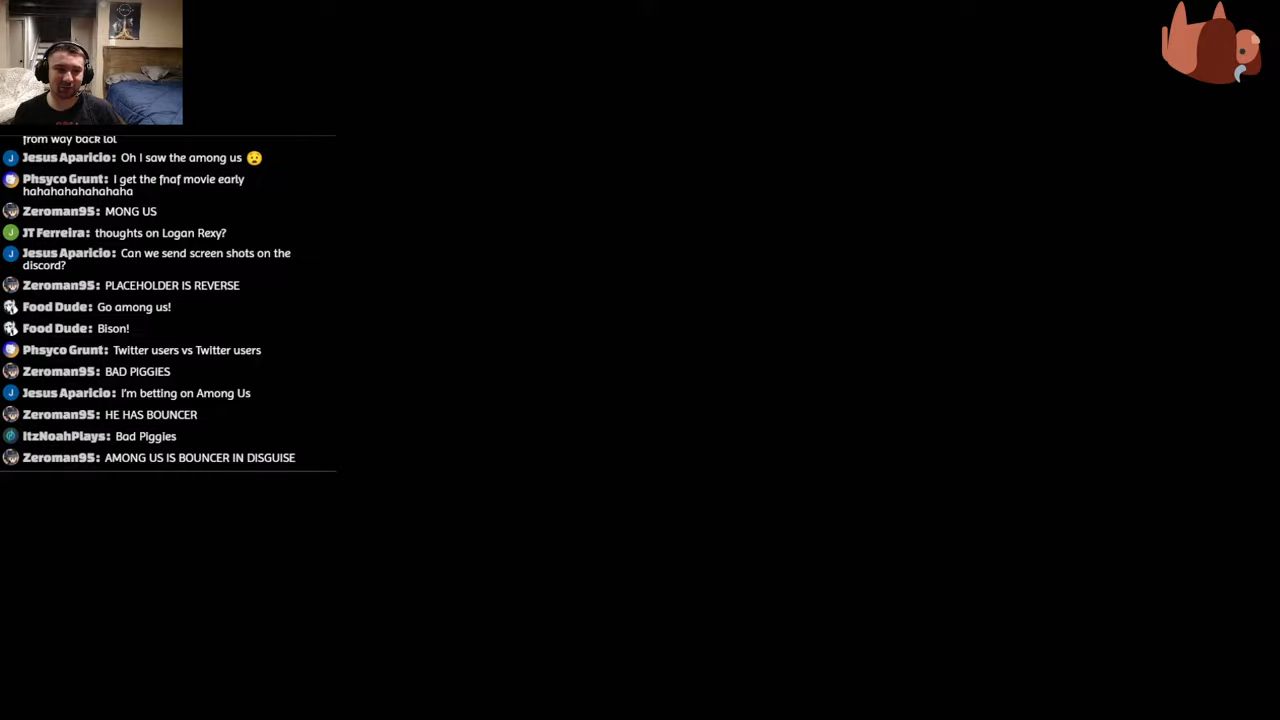 from way back lol
Jesus Aparicio: Oh I saw the among us 😧
Phsyco Grunt: I get the fnaf movie early
hahahahahahahaha
Zeroman95: MONG US
JT Ferreira: thoughts on Logan Rexy?
Jesus Aparicio: Can we send screen shots on the
discord?
Zeroman95: PLACEHOLDER IS REVERSE
Food Dude: Go among us!
Food Dude: Bison!
Phsyco Grunt: Twitter users vs Twitter users
Zeroman95: BAD PIGGIES
Jesus Aparicio: I'm betting on Among Us
Zeroman95: HE HAS BOUNCER
ItzNoahPlays: Bad Piggies
Zeroman95: AMONG US IS BOUNCER IN DISGUISE